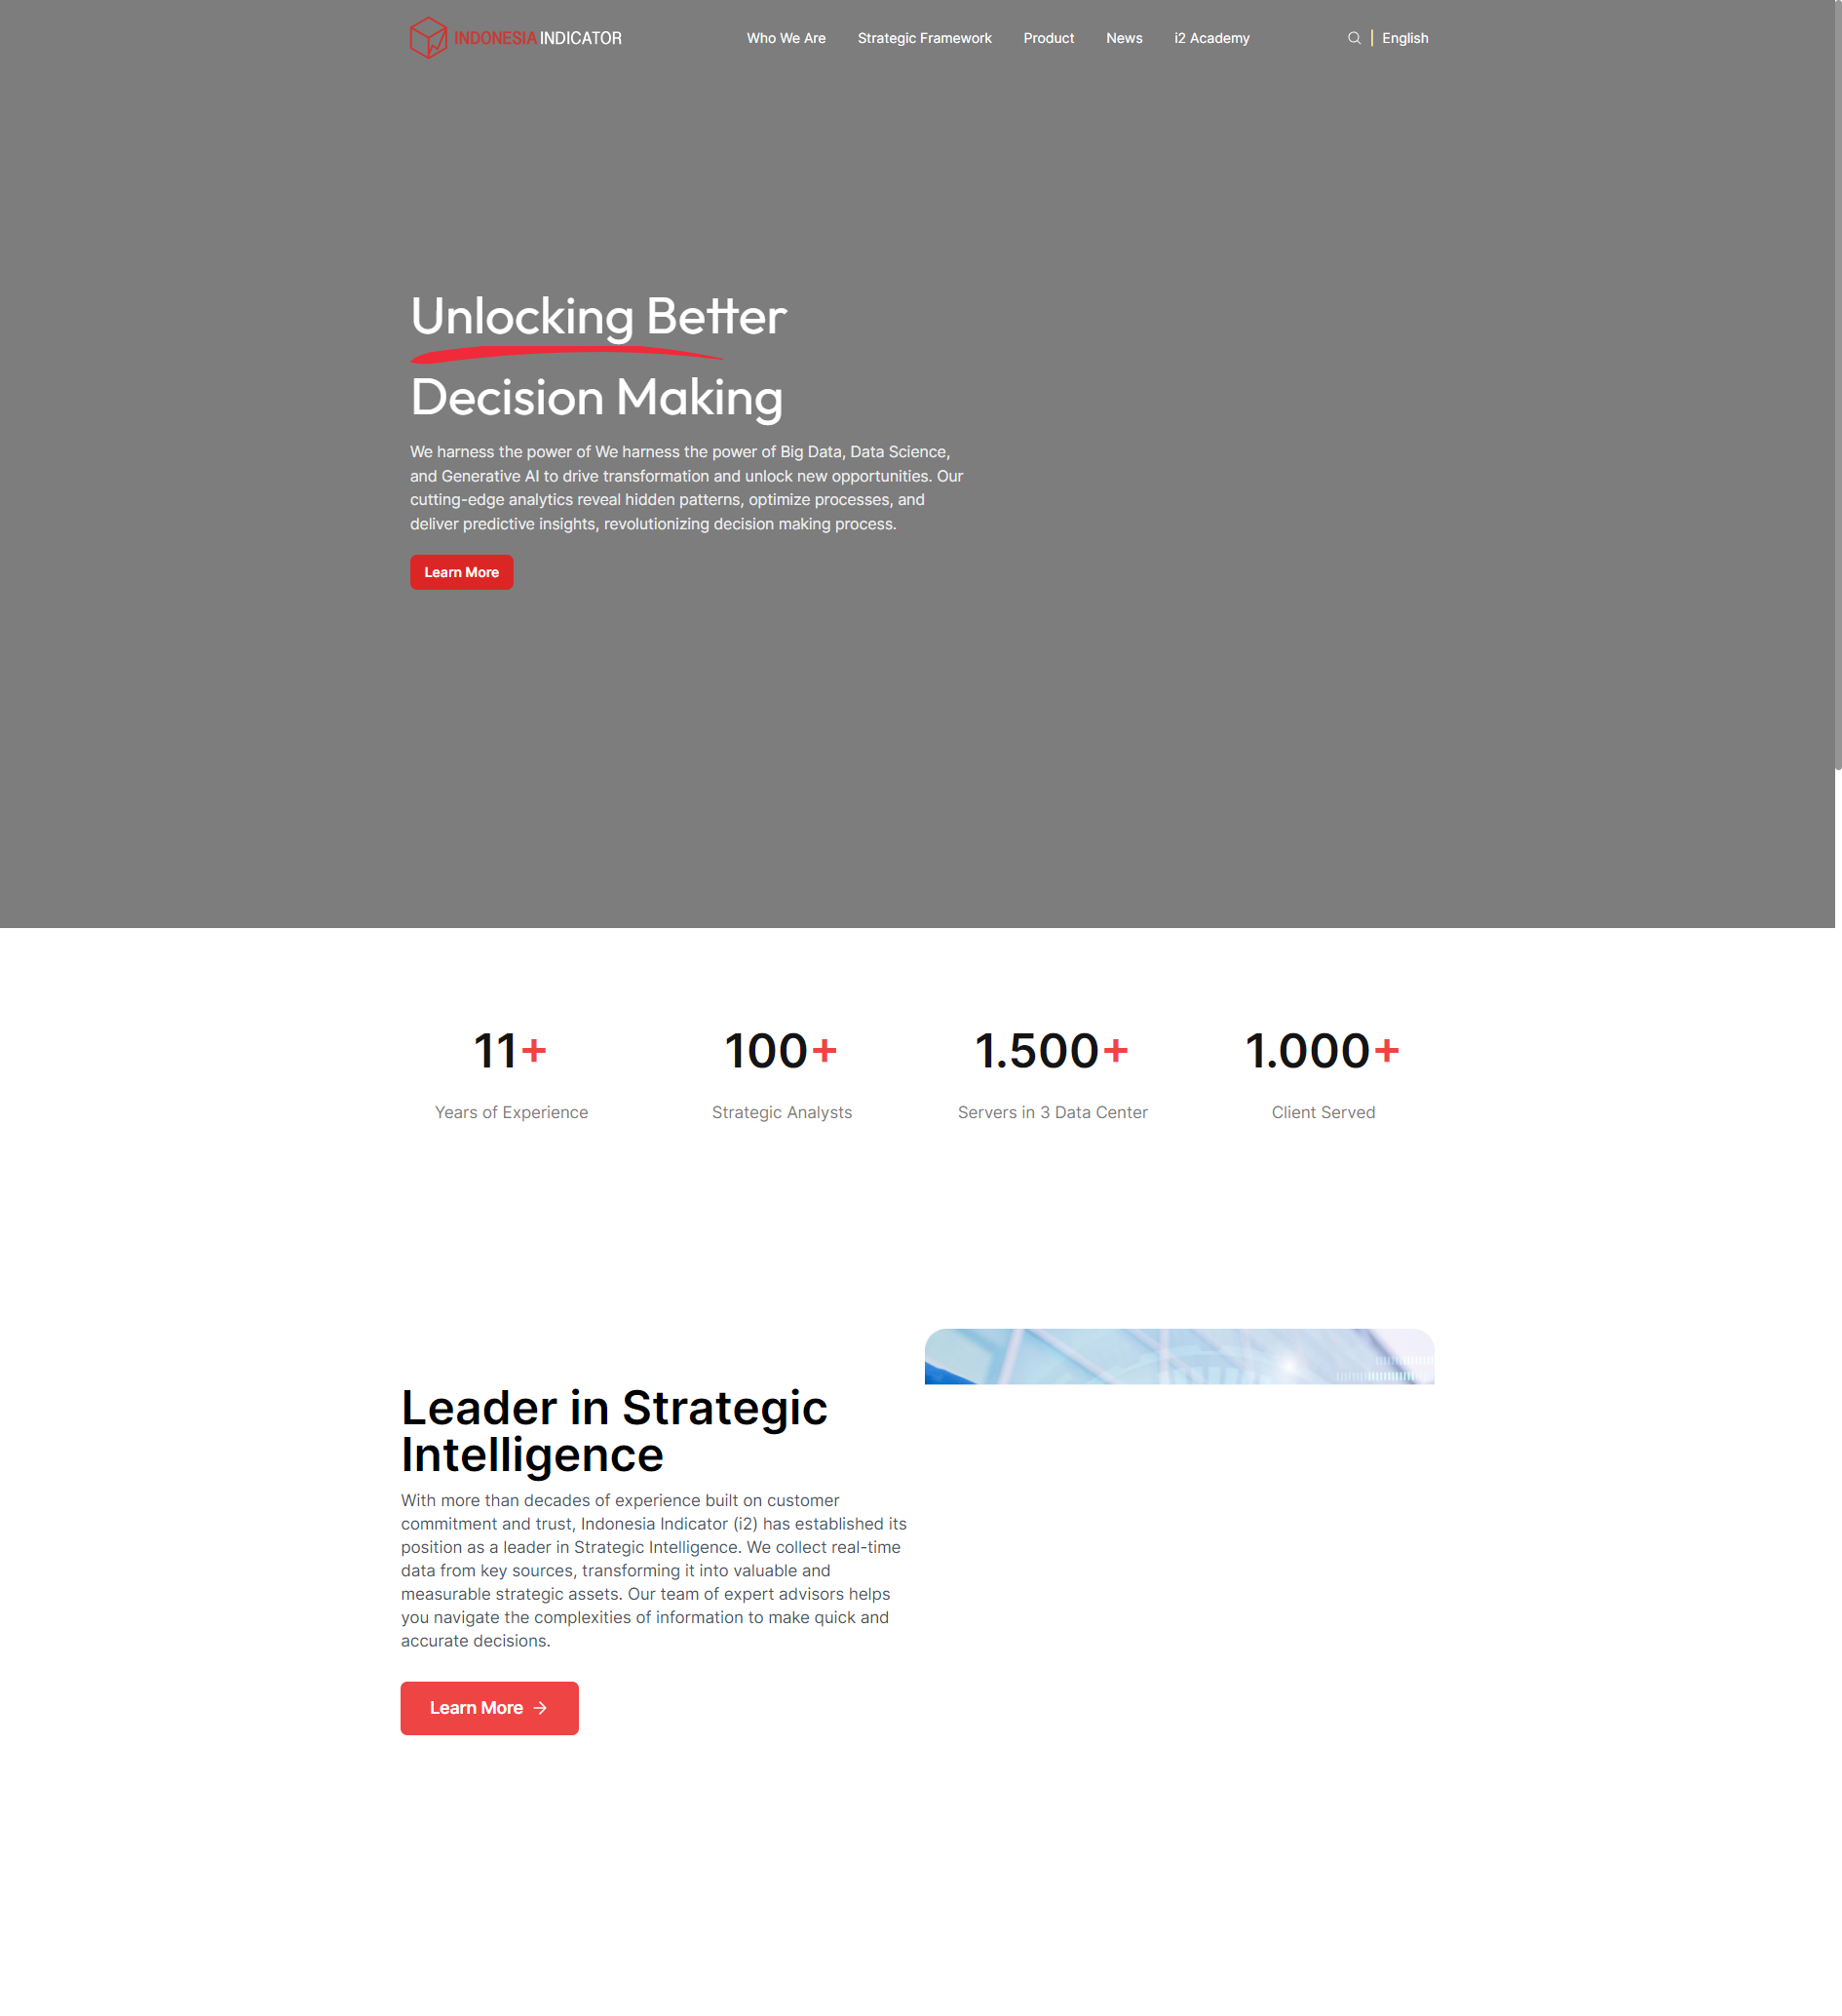 INDONESIA INDICATOR
Who We Are
Strategic Framework
Product
News
i2 Academy
English
Unlocking Better
Decision Making
We harness the power of We harness the power of Big Data, Data Science,
and Generative AI to drive transformation and unlock new opportunities. Our
cutting-edge analytics reveal hidden patterns, optimize processes, and
deliver predictive insights, revolutionizing decision making process.
Learn More
11+
Years of Experience
100+
Strategic Analysts
1.500+
Servers in 3 Data Center
1.000+
Client Served
Leader in Strategic
Intelligence
With more than decades of experience built on customer
commitment and trust, Indonesia Indicator (i2) has established its
position as a leader in Strategic Intelligence. We collect real-time
data from key sources, transforming it into valuable and
measurable strategic assets. Our team of expert advisors helps
you navigate the complexities of information to make quick and
accurate decisions.
Learn More